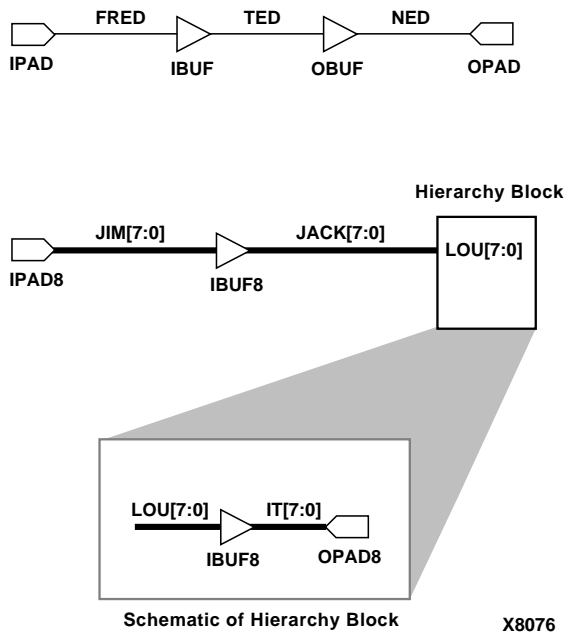 FRED TED NED
IPAD IBUF OBUF OPAD
Hierarchy Block
JIM[7:0] JACK[7:0] LOU[7:0]
IPAD8 IBUF8
LOU[7:0] IT[7:0]
IBUF8 OPAD8
Schematic of Hierarchy Block
X8076